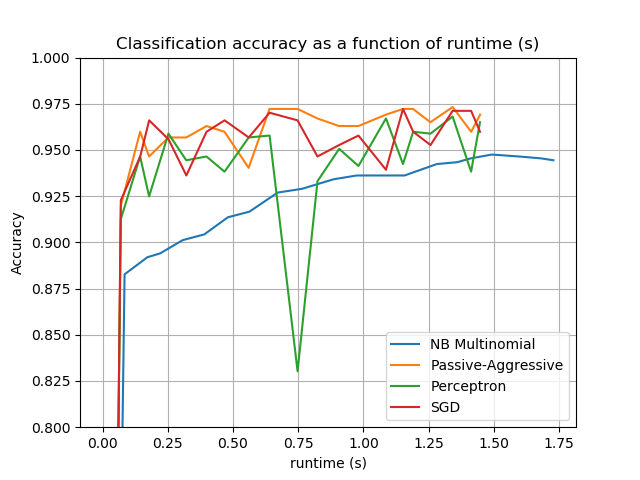 Classification accuracy as a function of runtime (s)
1.000
0.975
0.950
0.925
0.900
0.875
0.850
0.825
0.800
Accuracy
NB Multinomial
Passive-Aggressive
Perceptron
SGD
0.00 0.25 0.50 0.75 1.00 1.25 1.50 1.75
runtime (s)